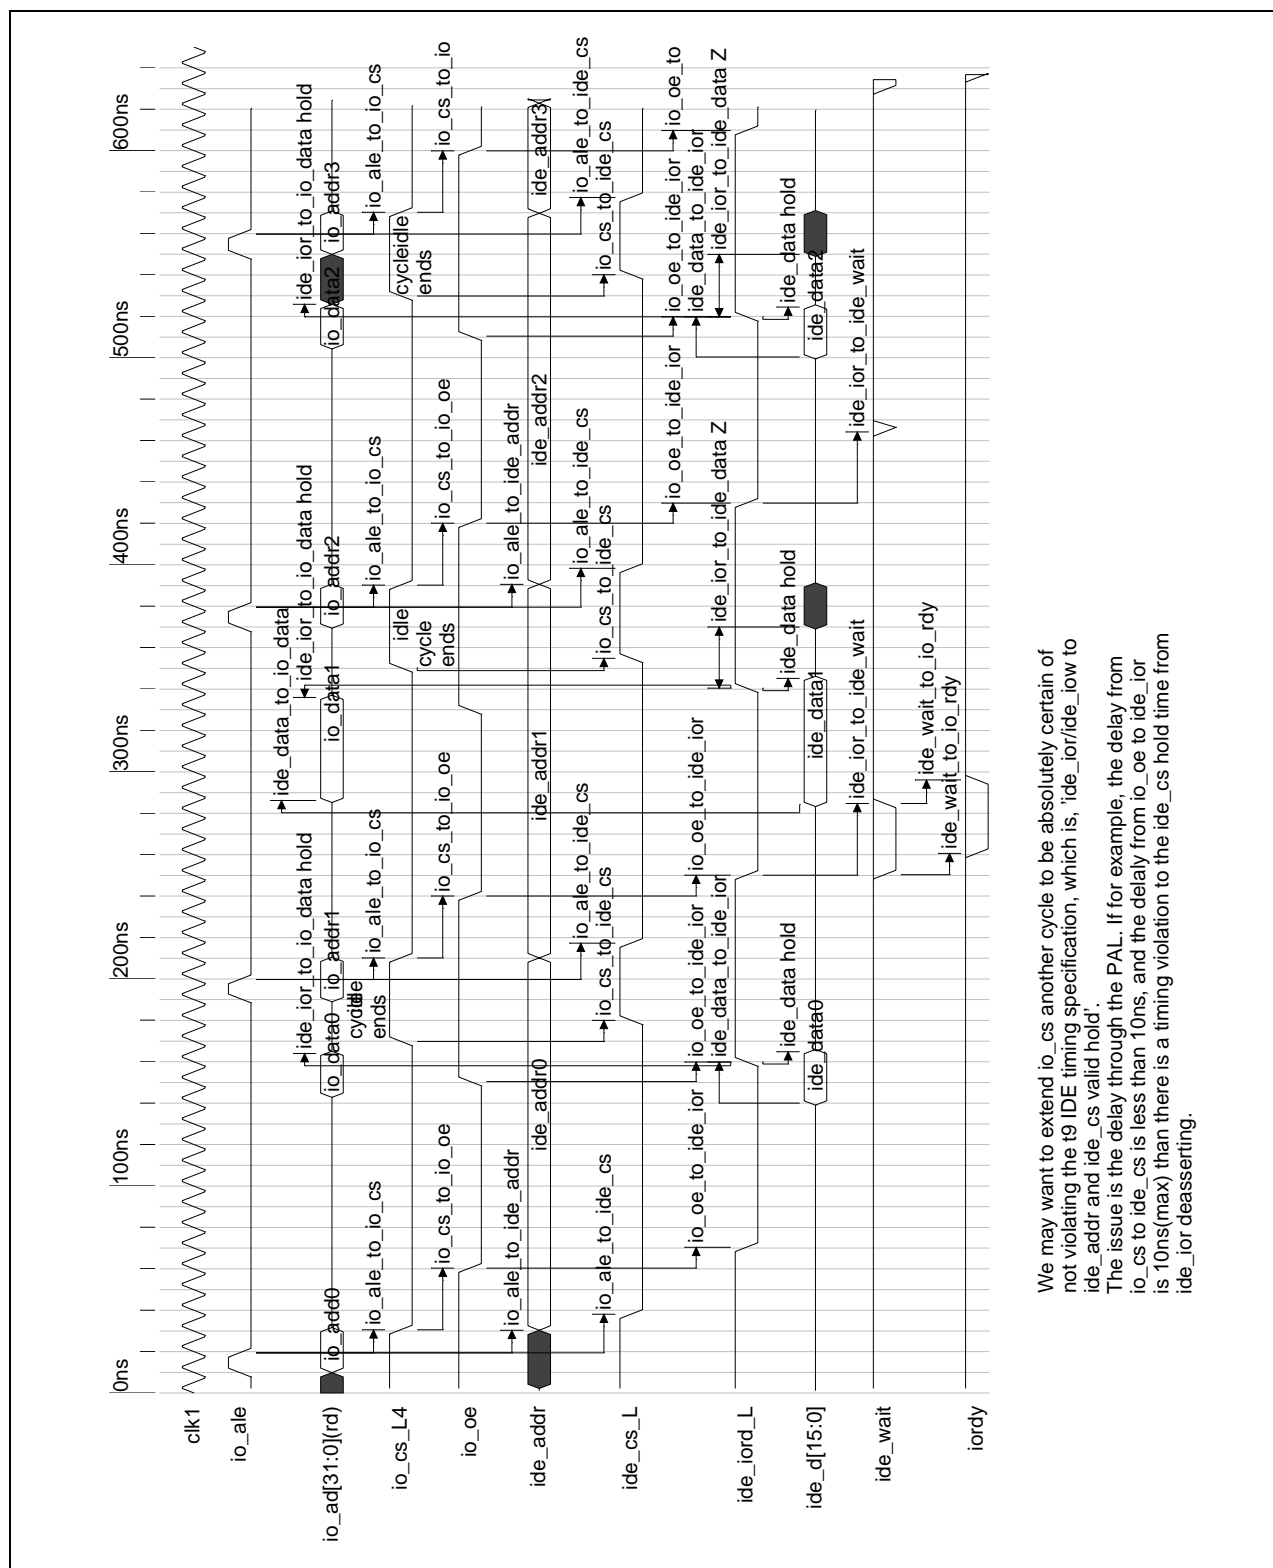 0ns 100ns 200ns 300ns 400ns 500ns 600ns
clk1
io_ale
ide_data_to_io_data
ide_ior_to_io_data hold ide_ior_to_io_data hold ide_ior_to_io_data hold
io_ad[31:0](rd) io_add0 io_data0 io_addr1 io_data1 io_addr2 io_data2 io_addr3
io_ale_to_io_cs io_ale_to_io_cs io_ale_to_io_cs io_ale_to_io_cs
io_cs_L4 cycle idle ends idle cycle ends cycle idle ends
io_cs_to_io_oe io_cs_to_io_oe io_cs_to_io_oe io_cs_to_io
io_oe
io_ale_to_ide_addr io_ale_to_ide_addr
ide_addr ide_addr0 ide_addr1 ide_addr2 ide_addr3
io_ale_to_ide_cs io_ale_to_ide_cs io_ale_to_ide_cs
io_ale_to_ide_cs io_cs_to_ide_cs io_cs_to_ide_cs io_cs_to_ide_cs
ide_cs_L
io_oe_to_ide_ior io_oe_to_ide_ior io_oe_to
io_oe_to_ide_ior io_oe_to_ide_ior io_oe_to_ide_ior ide_data_to_ide_ior
ide_data_to_ide_ior ide_ior_to_ide_data Z ide_ior_to_ide_data Z
ide_iord_L
ide_data hold ide_data hold ide_data hold
ide_d[15:0] ide_data0 ide_data1 ide_data2
ide_ior_to_ide_wait ide_ior_to_ide_wait
ide_wait
ide_wait_to_io_rdy
ide_wait_to_io_rdy
iordy
We may want to extend io_cs another cycle to be absolutely certain of
not violating the t9 IDE timing specification, which is, 'ide_ior/ide_iow to
ide_addr and ide_cs valid hold'.
The issue is the delay through the PAL. If for example, the delay from
io_cs to ide_cs is less than 10ns, and the delaly from io_oe to ide_ior
is 10ns(max) than there is a timing violation to the ide_cs hold time from
ide_ior deasserting.